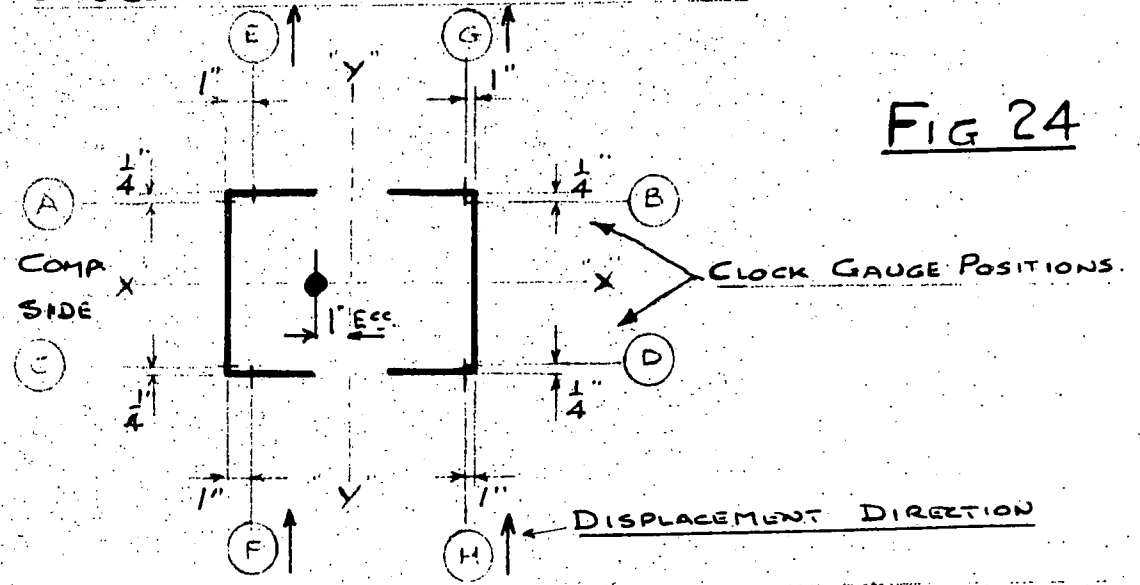 E
G
"Y"
1"
1"
FIG 24
1/4"
1/4"
A
B
COMP.
SIDE
X
"X"
CLOCK GAUGE POSITIONS.
1" ECC.
C
D
1/4"
1/4"
1"
1"
Y
DISPLACEMENT DIRECTION
F
H